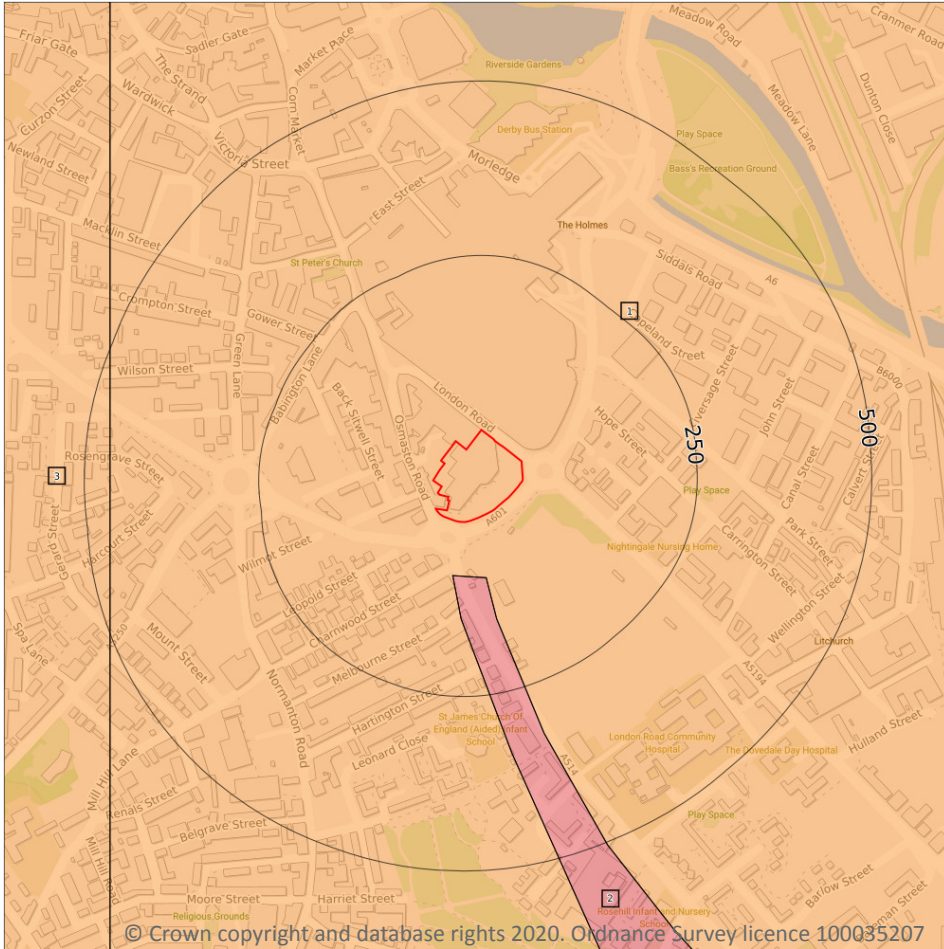 Meadow Road
Cranmer Road
Friar Gate
Sadler Gate
Market Place
The Strand
Riverside Gardens
Curzon Street
Wardwick
Corn Market
Meadow Lane
Dunton Close
Derby Bus Station
Play Space
Newland Street
Victoria Street
Morledge
Bass's Recreation Ground
East Street
Macklin Street
The Holmes
St Peter's Church
Siddals Road
A6
Crompton Street
Gower Street
1
peland Street
Green Lane
Wilson Street
Babington Lane
Back Sitwell Street
London Road
Riversage Street
B6000
John Street
Osmaston Road
Hope Street
250
500
Rosengrave Street
3
Canal Street
Calvert Str
Play Space
Gerard Street
Harcourt Street
A601
Park Street
Carrington Street
Wilmot Street
Nightingale Nursing Home
Leopold Street
Charnwood Street
Wellington Street
Spa Lane
A5250
Mount Street
Melbourne Street
Litchurch
A5194
Normanton Road
Hartington Street
St James Church Of
England (Aided) Infant
School
Hulland Street
London Road Community
Hospital
The Dovedale Day Hospital
Leonard Close
A514
Mill Hill Lane
Renals Street
Play Space
Belgrave Street
Mill Hill Road
Barlow Street
Moore Street
Harriet Street
2
Religious Grounds
Rosehill Infant and Nursery
School
man Street
© Crown copyright and database rights 2020. Ordnance Survey licence 100035207